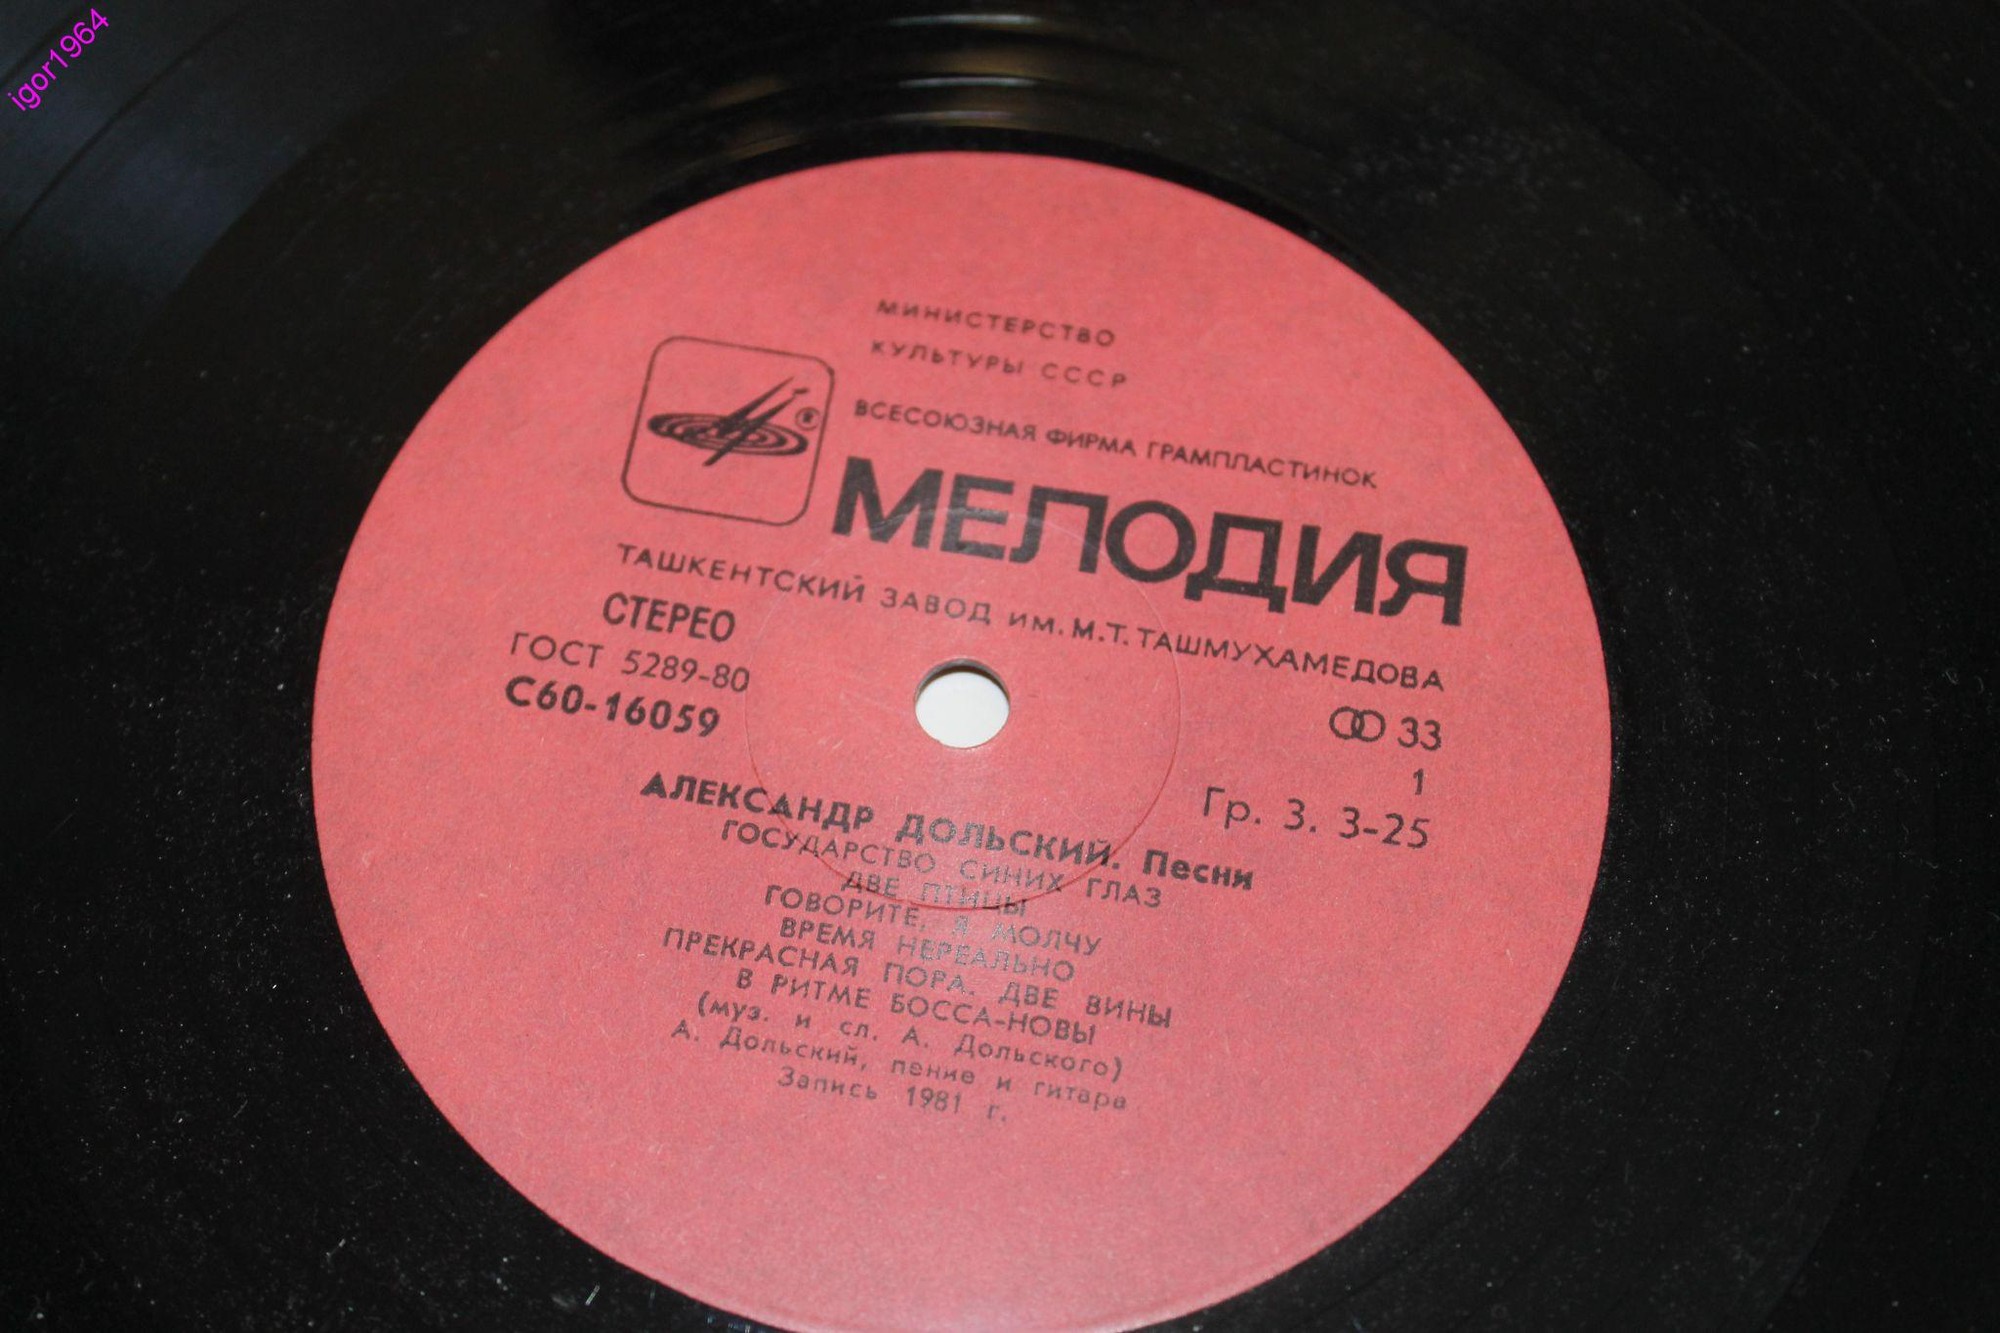 igor1964
МИНИСТЕРСТВО
КУЛЬТУРЫ СССР
ВСЕСОЮЗНАЯ ФИРМА ГРАМПЛАСТИНОК
МЕЛОДИЯ
ТАШКЕНТСКИЙ ЗАВОД ИМ. М.Т. ТАШМУХАМЕДОВА
СТЕРЕО
ГОСТ 5289-80
С60-16059
33
1
Гр. 3. 3-25
АЛЕКСАНДР ДОЛЬСКИЙ. Песни
ГОСУДАРСТВО СИНИХ ГЛАЗ
ДВЕ ПТИЦЫ
ГОВОРИТЕ, Я МОЛЧУ
ВРЕМЯ НЕРЕАЛЬНО
ПРЕКРАСНАЯ ПОРА. ДВЕ ВИНЫ
В РИТМЕ БОССА-НОВЫ
(муз. и сл. А. Дольского)
А. Дольский, пение и гитара
Запись 1981 г.